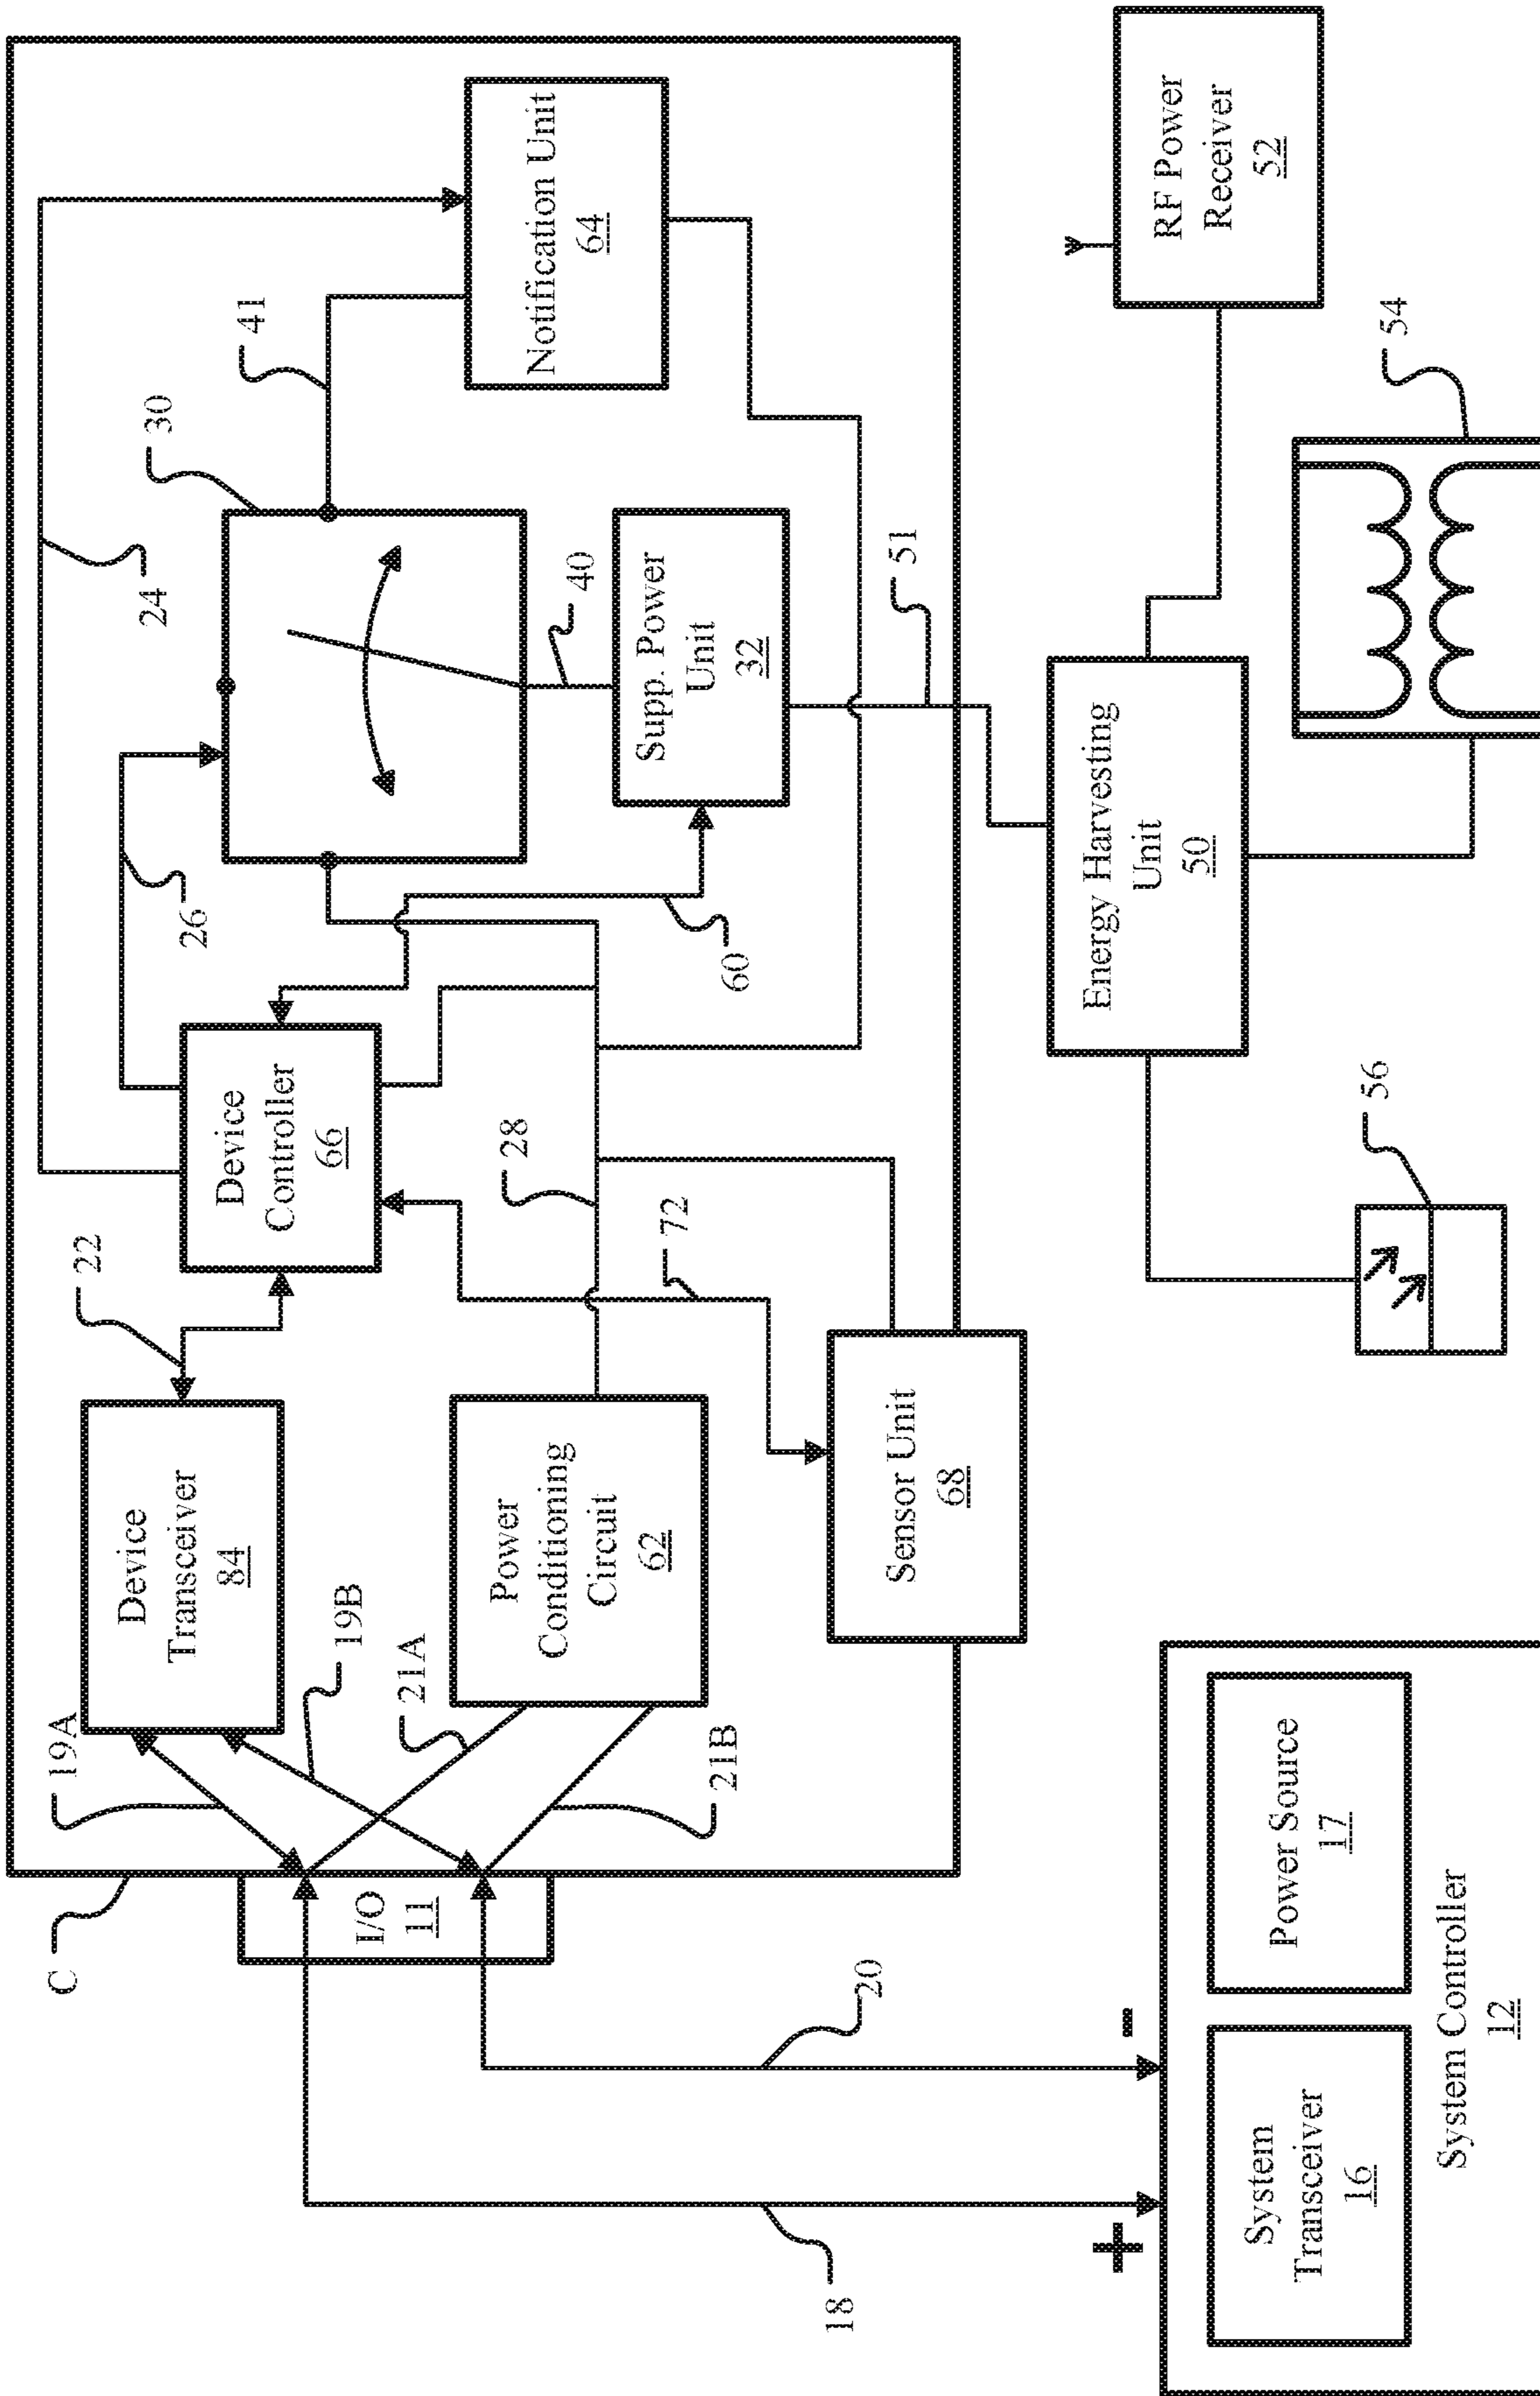 C
I/O
11
19A
Device
Transceiver
84
19B
21A
21B
Power
Conditioning
Circuit
62
22
Device
Controller
66
24
26
28
72
Sensor Unit
68
30
41
40
60
Supp. Power
Unit
32
51
Notification Unit
64
18
20
+
-
System
Transceiver
16
Power Source
17
System Controller
12
Energy Harvesting
Unit
50
56
54
RF Power
Receiver
52